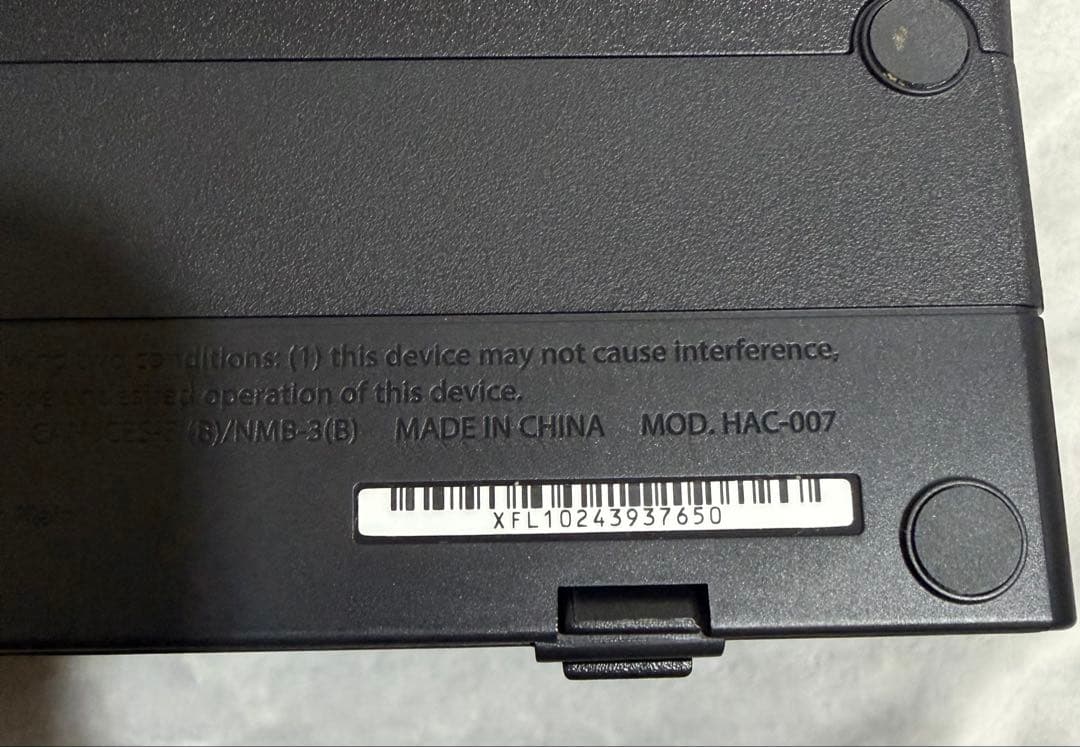 conditions: (1) this device may not cause interference,
operation of this device.
(B)/NMB-3(B) MADE IN CHINA MOD. HAC-007
XFL10243937650